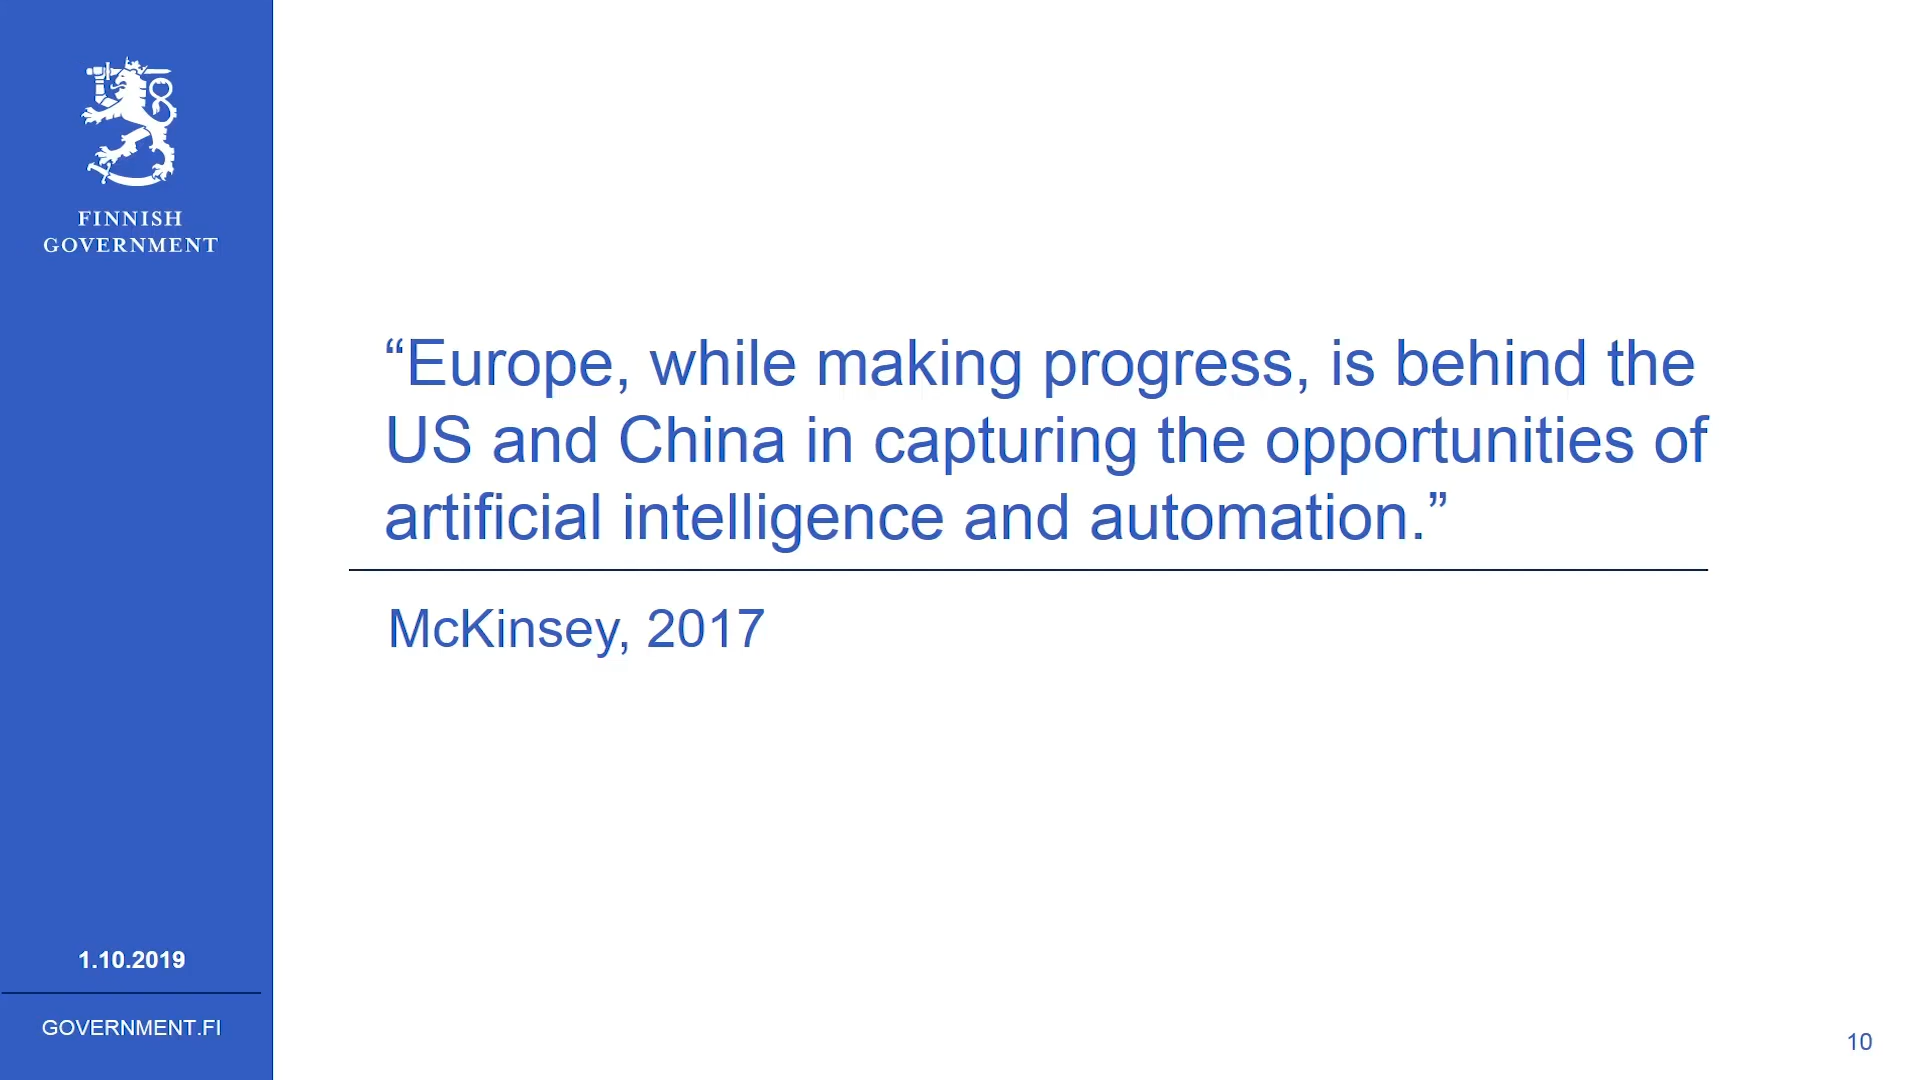 FINNISH
GOVERNMENT
“Europe, while making progress, is behind the
US and China in capturing the opportunities of
artificial intelligence and automation.”
McKinsey, 2017
1.10.2019
GOVERNMENT.FI
10